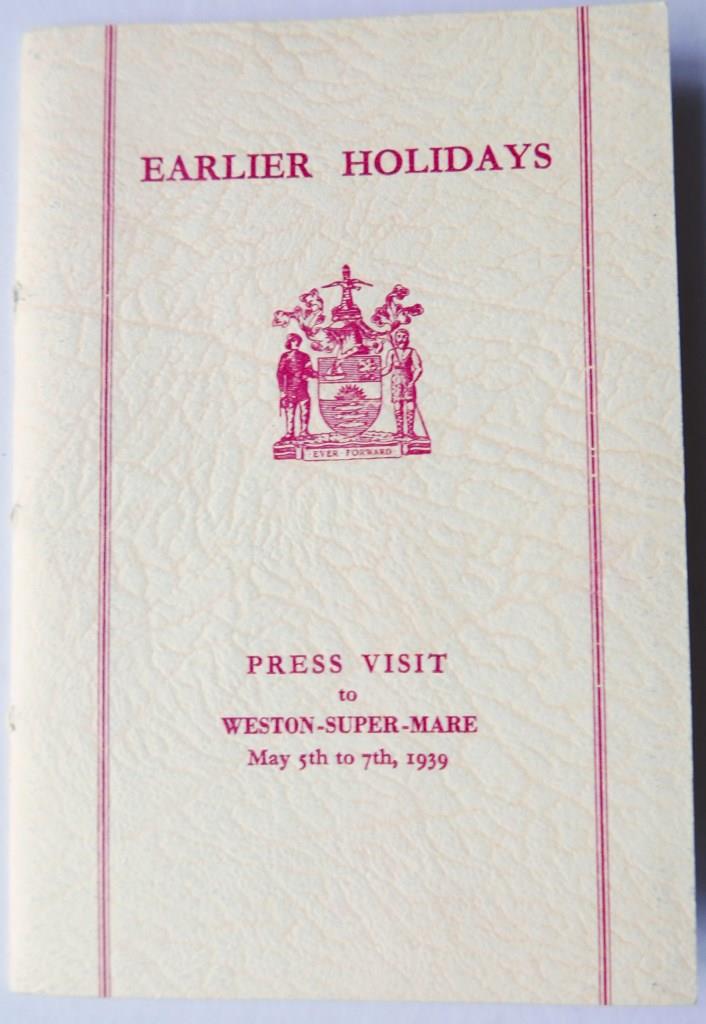 EARLIER HOLIDAYS
EVER FORWARD
PRESS VISIT
to
WESTON-SUPER-MARE
May 5th to 7th, 1939